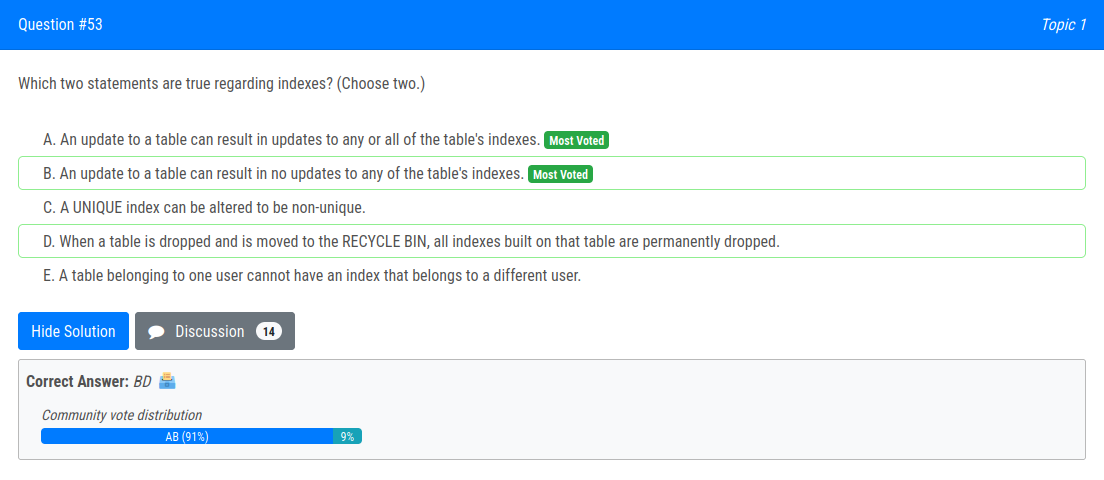 Question #53
Topic 1
Which two statements are true regarding indexes? (Choose two.)
A. An update to a table can result in updates to any or all of the table's indexes. Most Voted
B. An update to a table can result in no updates to any of the table's indexes. Most Voted
C. A UNIQUE index can be altered to be non-unique.
D. When a table is dropped and is moved to the RECYCLE BIN, all indexes built on that table are permanently dropped.
E. A table belonging to one user cannot have an index that belongs to a different user.
Hide Solution
Discussion 14
Correct Answer: BD
Community vote distribution
AB (91%)
9%